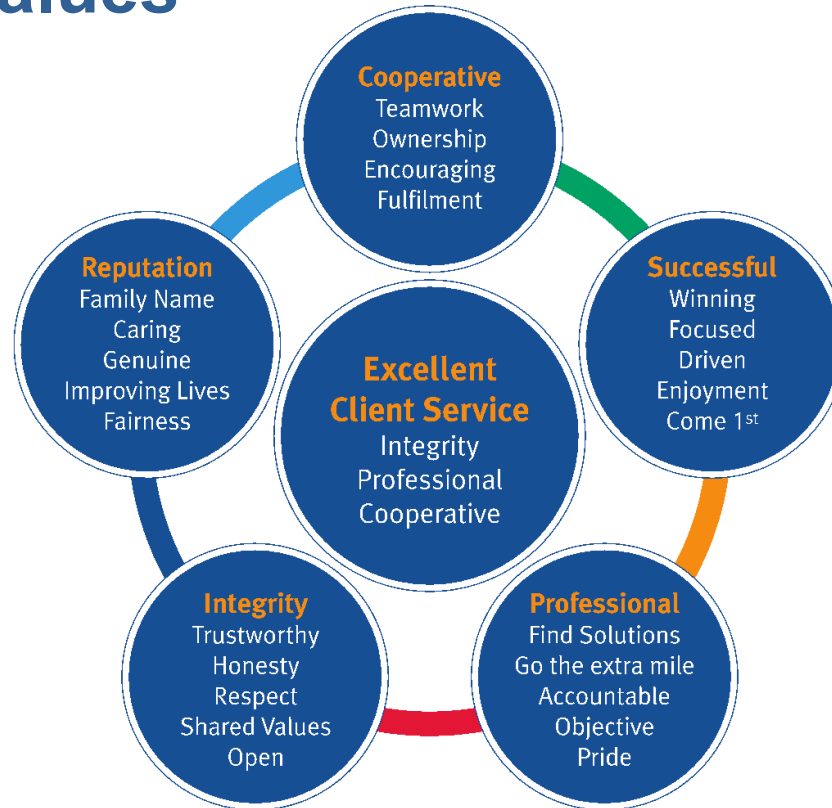 alues
Cooperative
Teamwork
Ownership
Encouraging
Fulfilment
Reputation
Family Name
Caring
Genuine
Improving Lives
Fairness
Successful
Winning
Focused
Driven
Enjoyment
Come 1st
Excellent
Client Service
Integrity
Professional
Cooperative
Integrity
Trustworthy
Honesty
Respect
Shared Values
Open
Professional
Find Solutions
Go the extra mile
Accountable
Objective
Pride